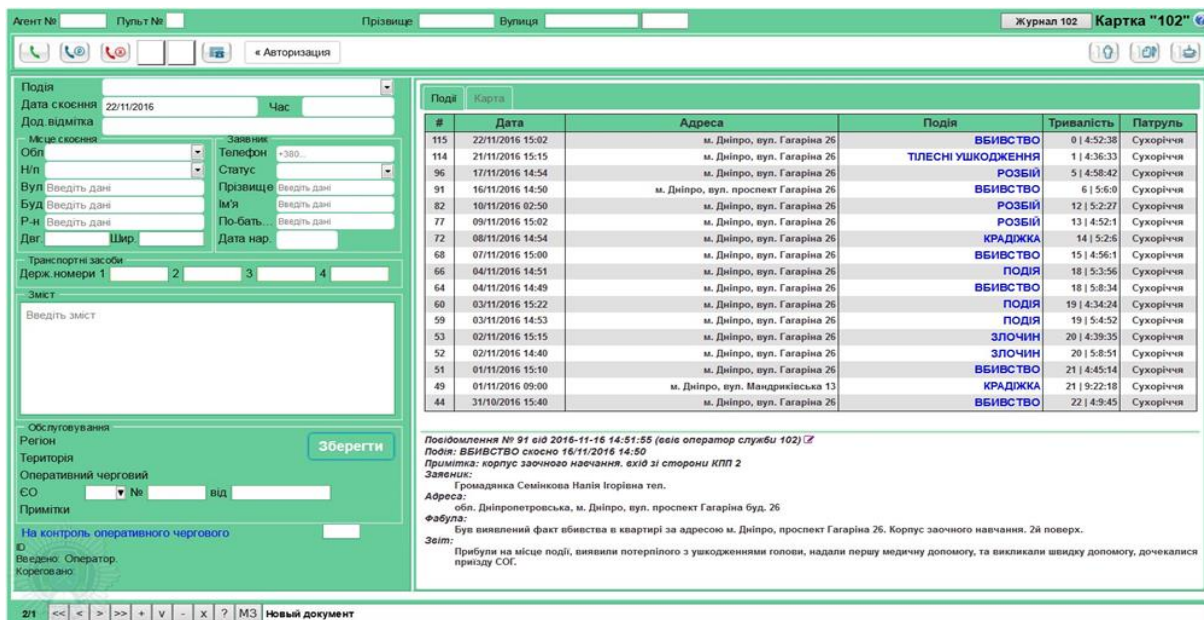 Агент № Пульт № Прізвище Вулиця Журнал 102 Картка "102"
« Авторизация
Подія
Дата скоєння 22/11/2016 Час
Дод.відмітка
Місце скоєння Заявник
Обл Телефон +380...
Н/п Статус
Вул Введіть дані Прізвище Введіть дані
Буд Введіть дані Ім'я Введіть дані
Р-н Введіть дані По-бать... Введіть дані
Двг. Шир. Дата нар.
Транспортні засоби
Держ.номери 1 2 3 4
Зміст
Введіть зміст
Обслуговування
Регіон
Зберегти
Територія
Оперативний черговий
ЄО № від
Примітки
На контроль оперативного чергового
ID
Введено: Оператор.
Кореговано:
Події Карта
# Дата Адреса Подія Тривалість Патруль
115 22/11/2016 15:02 м. Дніпро, вул. Гагаріна 26 ВБИВСТВО 0 | 4:52:38 Сухоріччя
114 21/11/2016 15:15 м. Дніпро, вул. Гагаріна 26 ТІЛЕСНІ УШКОДЖЕННЯ 1 | 4:36:33 Сухоріччя
96 17/11/2016 14:54 м. Дніпро, вул. Гагаріна 26 РОЗБІЙ 5 | 4:58:42 Сухоріччя
91 16/11/2016 14:50 м. Дніпро, вул. проспект Гагаріна 26 ВБИВСТВО 6 | 5:6:0 Сухоріччя
82 10/11/2016 02:50 м. Дніпро, вул. Гагаріна 26 РОЗБІЙ 12 | 5:2:27 Сухоріччя
77 09/11/2016 15:02 м. Дніпро, вул. Гагаріна 26 РОЗБІЙ 13 | 4:52:1 Сухоріччя
72 08/11/2016 14:54 м. Дніпро, вул. Гагаріна 26 КРАДІЖКА 14 | 5:2:6 Сухоріччя
68 07/11/2016 15:00 м. Дніпро, вул. Гагаріна 26 ВБИВСТВО 15 | 4:56:1 Сухоріччя
66 04/11/2016 14:51 м. Дніпро, вул. Гагаріна 26 ПОДІЯ 18 | 5:3:56 Сухоріччя
64 04/11/2016 14:49 м. Дніпро, вул. Гагаріна 26 ВБИВСТВО 18 | 5:8:34 Сухоріччя
60 03/11/2016 15:22 м. Дніпро, вул. Гагаріна 26 ПОДІЯ 19 | 4:34:24 Сухоріччя
59 03/11/2016 14:53 м. Дніпро, вул. Гагаріна 26 ПОДІЯ 19 | 5:4:52 Сухоріччя
53 02/11/2016 15:15 м. Дніпро, вул. Гагаріна 26 ЗЛОЧИН 20 | 4:39:35 Сухоріччя
52 02/11/2016 14:40 м. Дніпро, вул. Гагаріна 26 ЗЛОЧИН 20 | 5:8:51 Сухоріччя
51 01/11/2016 15:10 м. Дніпро, вул. Гагаріна 26 ВБИВСТВО 21 | 4:45:14 Сухоріччя
49 01/11/2016 09:00 м. Дніпро, вул. Мандриківська 13 КРАДІЖКА 21 | 9:22:18 Сухоріччя
44 31/10/2016 15:40 м. Дніпро, вул. Гагаріна 26 ВБИВСТВО 22 | 4:9:45 Сухоріччя
Повідомлення № 91 від 2016-11-16 14:51:55 (ввів оператор служби 102)
Подія: ВБИВСТВО скоєно 16/11/2016 14:50
Примітка: корпус заочного навчання. вхід зі сторони КПП 2
Заявник:
Громадянка Семінкова Налія Ігорівна тел.
Адреса:
обл. Дніпропетровська, м. Дніпро, вул. проспект Гагаріна буд. 26
Фабула:
Був виявлений факт вбивства в квартирі за адресою м. Дніпро, проспект Гагаріна 26. Корпус заочного навчання. 2й поверх.
Звіт:
Прибули на місце події, виявили потерпілого з ушкодженнями голови, надали першу медичну допомогу, та викликали швидку допомогу, дочекалися
приїзду СОГ.
2/1 << < > >> + v - x ? МЗ Новый документ